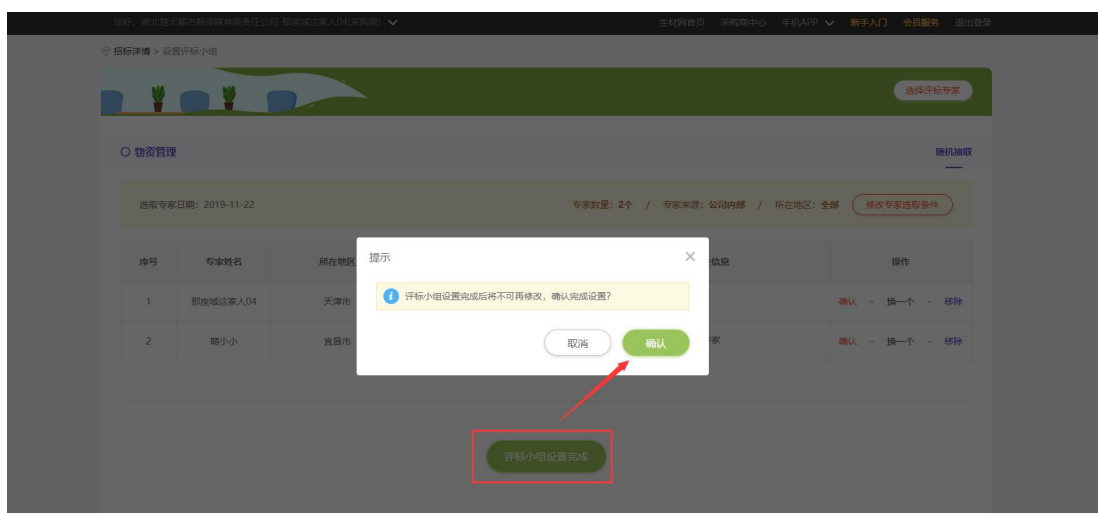 您好，湖北楚天都市报传媒有限责任公司-那座城这家人04(采购商)
生材网首页 采购商中心 手机APP 新手入门 会员服务 退出登录
招标详情 > 设置评标小组
选择评标专家
物资管理
随机抽取
选取专家日期：2019-11-22
专家数量：2个 / 专家来源：公司内部 / 所在地区：全部
修改专家选取条件
序号 专家姓名 所在地区 信息 操作
1 那座城这家人04 天津市 确认 - 换一个 - 移除
2 萌小小 宜昌市 家 确认 - 换一个 - 移除
提示
评标小组设置完成后将不可再修改，确认完成设置?
取消 确认
评标小组设置完成